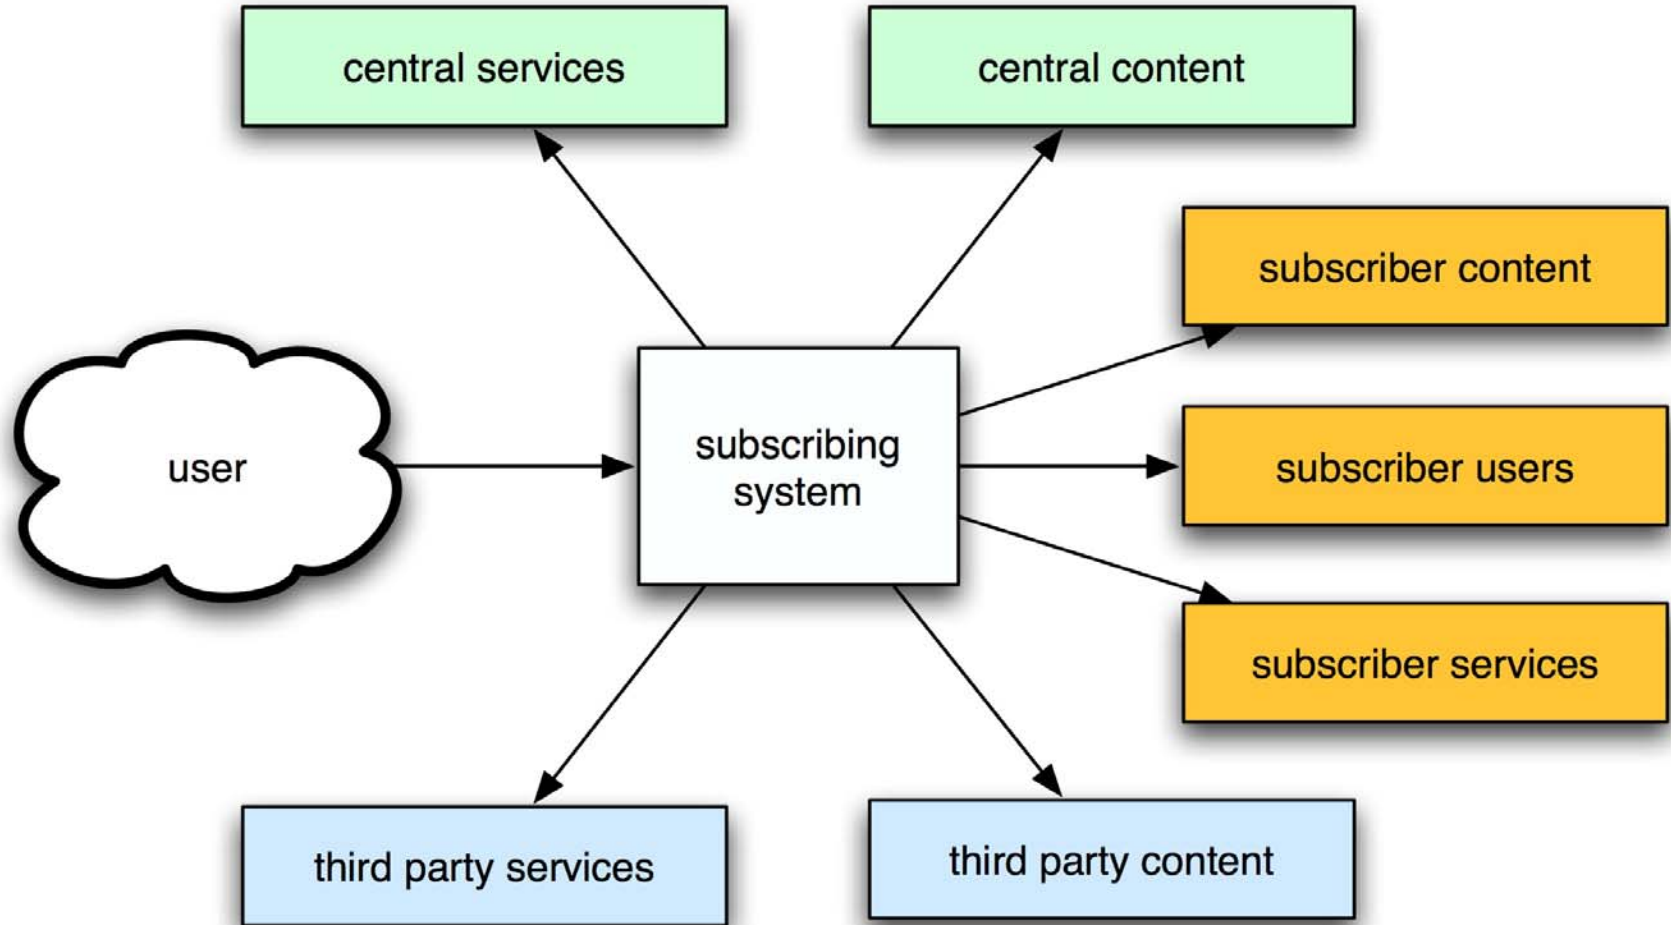 central services
central content
subscriber content
user
subscribing
system
subscriber users
subscriber services
third party services
third party content